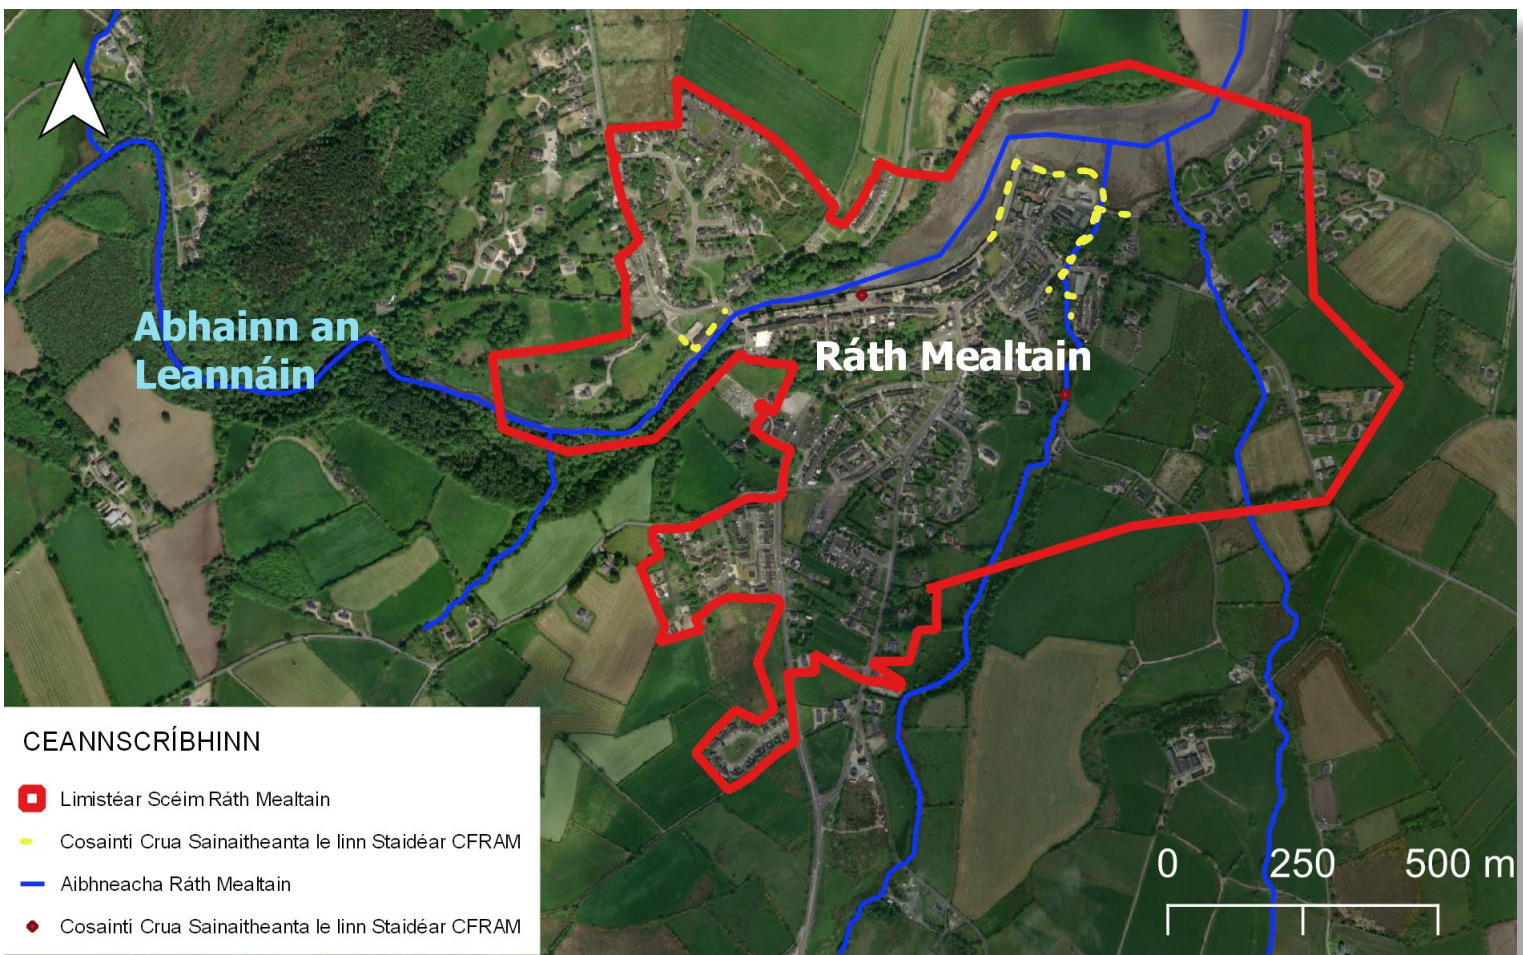 Abhainn an
Leannáin
Ráth Mealtain
CEANNSCRÍBHINN
Limistéar Scéim Ráth Mealtain
Cosaintí Crua Sainaitheanta le linn Staidéar CFRAM
Aibhneacha Ráth Mealtain
Cosaintí Crua Sainaitheanta le linn Staidéar CFRAM
0 250 500 m